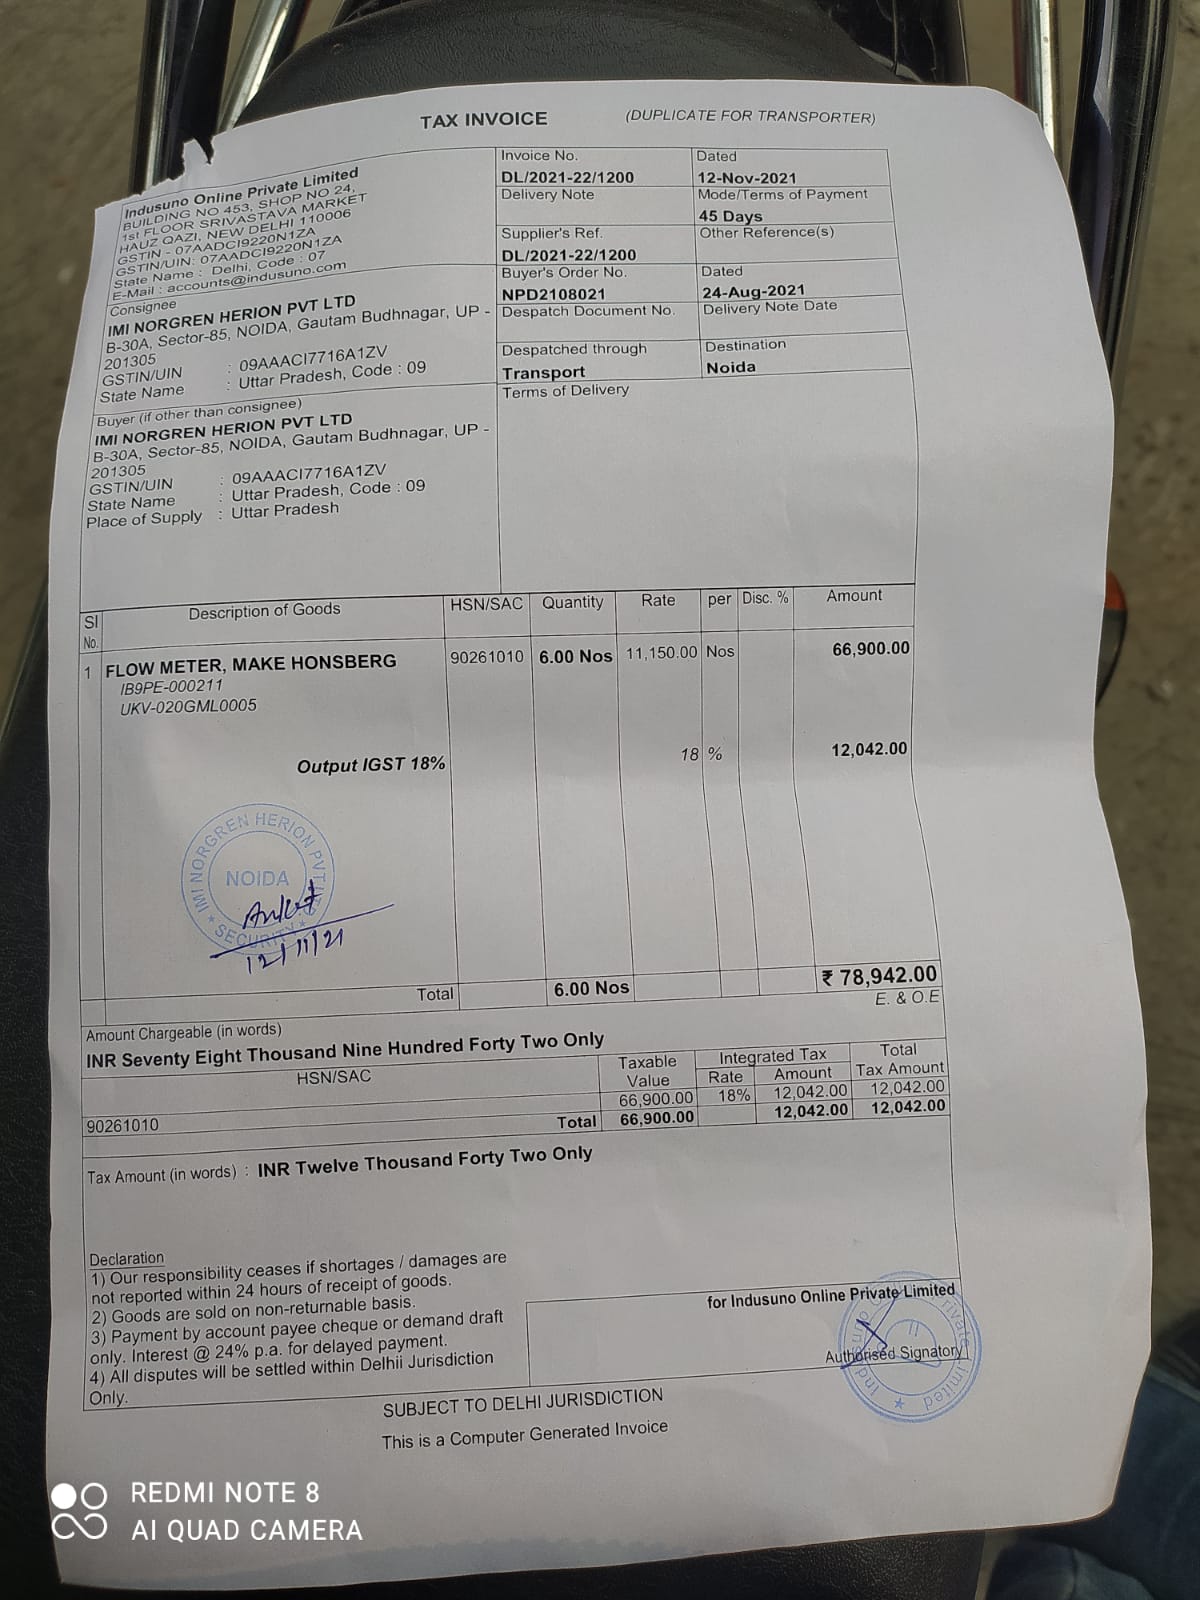 TAX INVOICE
(DUPLICATE FOR TRANSPORTER)
Indusuno Online Private Limited
BUILDING NO 453, SHOP NO 24,
1st FLOOR SRIVASTAVA MARKET
HAUZ QAZI, NEW DELHI 110006
GSTIN - 07AADCI9220N1ZA
GSTIN/UIN: 07AADCI9220N1ZA
State Name : Delhi, Code : 07
E-Mail : accounts@indusuno.com
Invoice No.
DL/2021-22/1200
Dated
12-Nov-2021
Delivery Note
Mode/Terms of Payment
45 Days
Supplier's Ref.
DL/2021-22/1200
Other Reference(s)
Consignee
IMI NORGREN HERION PVT LTD
B-30A, Sector-85, NOIDA, Gautam Budhnagar, UP -
201305
GSTIN/UIN : 09AAACI7716A1ZV
State Name : Uttar Pradesh, Code : 09
Buyer's Order No.
NPD2108021
Dated
24-Aug-2021
Despatch Document No.
Delivery Note Date
Despatched through
Transport
Destination
Noida
Terms of Delivery
Buyer (if other than consignee)
IMI NORGREN HERION PVT LTD
B-30A, Sector-85, NOIDA, Gautam Budhnagar, UP -
201305
GSTIN/UIN : 09AAACI7716A1ZV
State Name : Uttar Pradesh, Code : 09
Place of Supply : Uttar Pradesh
Sl No. Description of Goods HSN/SAC Quantity Rate per Disc. % Amount
1 FLOW METER, MAKE HONSBERG 90261010 6.00 Nos 11,150.00 Nos 66,900.00
IB9PE-000211
UKV-020GML0005
Output IGST 18% 18 % 12,042.00
IMI NORGREN HERION PVT LTD
NOIDA
SECURITY
Ankit
12/11/21
Total 6.00 Nos ₹ 78,942.00
E. & O.E
Amount Chargeable (in words)
INR Seventy Eight Thousand Nine Hundred Forty Two Only
HSN/SAC Taxable Value Integrated Tax Rate Amount Total Tax Amount
90261010 66,900.00 18% 12,042.00 12,042.00
Total 66,900.00 12,042.00 12,042.00
Tax Amount (in words) : INR Twelve Thousand Forty Two Only
Declaration
1) Our responsibility ceases if shortages / damages are
not reported within 24 hours of receipt of goods.
2) Goods are sold on non-returnable basis.
3) Payment by account payee cheque or demand draft
only. Interest @ 24% p.a. for delayed payment.
4) All disputes will be settled within Delhii Jurisdiction
Only.
for Indusuno Online Private Limited
Authorised Signatory
SUBJECT TO DELHI JURISDICTION
This is a Computer Generated Invoice
REDMI NOTE 8
AI QUAD CAMERA